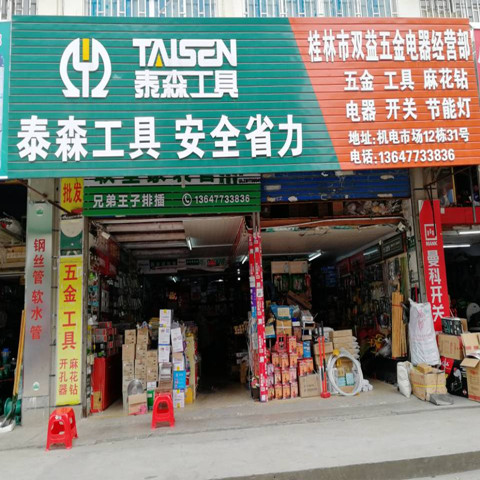 TAISEN
泰森工具
泰森工具 安全省力
桂林市双益五金电器经营部
五金 工具 麻花钻
电器 开关 节能灯
地址:机电市场12栋31号
电话:13647733836
兄弟王子排插 13647733836
批发
五金工具
开孔器
麻花钻
钢丝管 软水管
曼科开关